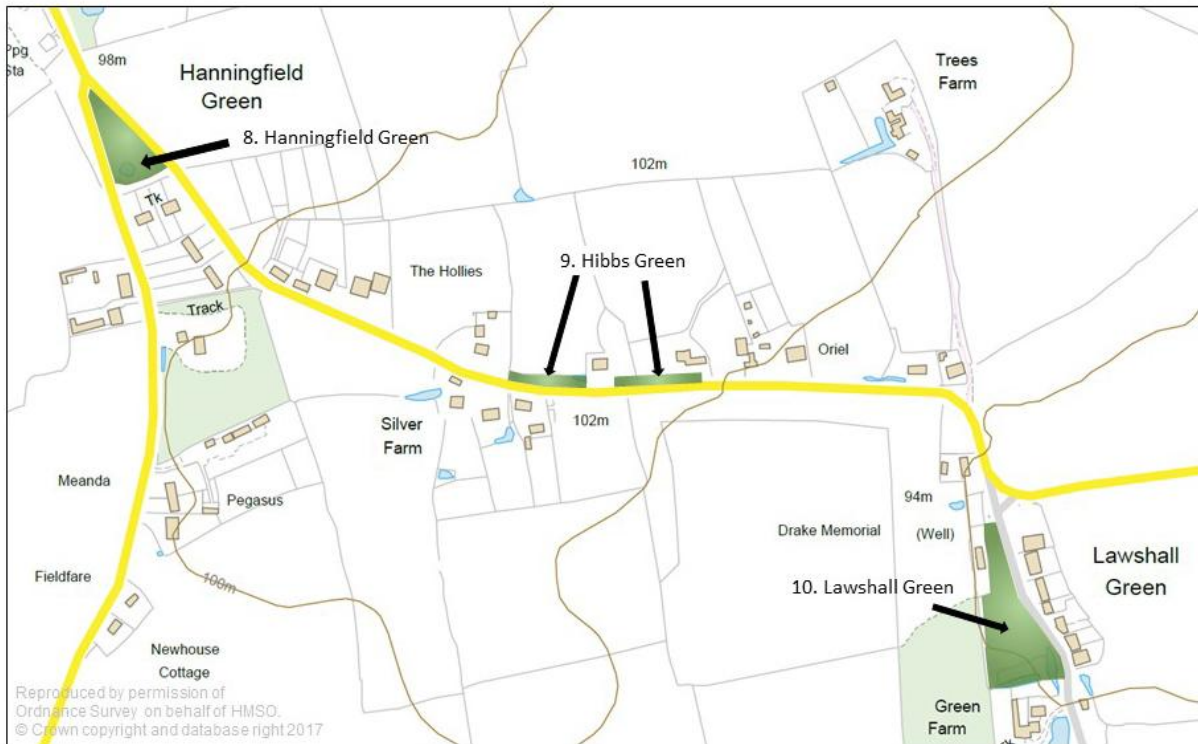 Ppg
Sta
98m
Hanningfield
Green
8. Hanningfield Green
Trees
Farm
102m
Tk
The Hollies
9. Hibbs Green
Track
Oriel
Silver
Farm
102m
Meanda
Pegasus
94m
Drake Memorial
(Well)
Lawshall
Green
Fieldfare
100m
10. Lawshall Green
Newhouse
Cottage
Green
Farm
Reproduced by permission of
Ordnance Survey on behalf of HMSO.
© Crown copyright and database right 2017